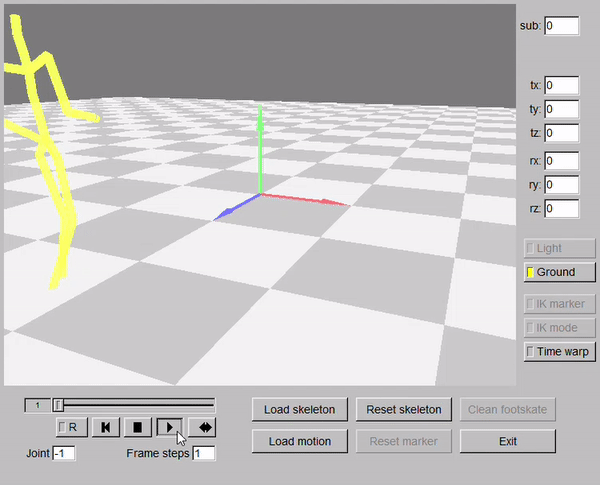 sub: 0
tx: 0
ty: 0
tz: 0
rx: 0
ry: 0
rz: 0
Light
Ground
IK marker
IK mode
Time warp
1
R
Load skeleton
Reset skeleton
Clean footskate
Load motion
Reset marker
Exit
Joint -1
Frame steps 1